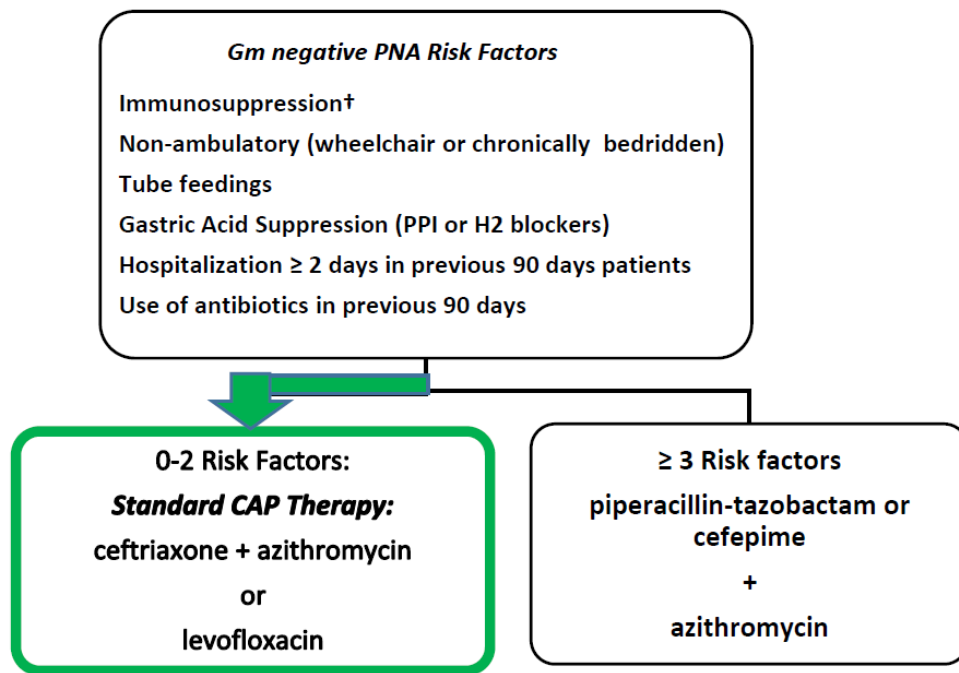 Gm negative PNA Risk Factors
Immunosuppression†
Non-ambulatory (wheelchair or chronically bedridden)
Tube feedings
Gastric Acid Suppression (PPI or H2 blockers)
Hospitalization ≥ 2 days in previous 90 days patients
Use of antibiotics in previous 90 days
0-2 Risk Factors:
Standard CAP Therapy:
ceftriaxone + azithromycin
or
levofloxacin
≥ 3 Risk factors
piperacillin-tazobactam or
cefepime
+
azithromycin